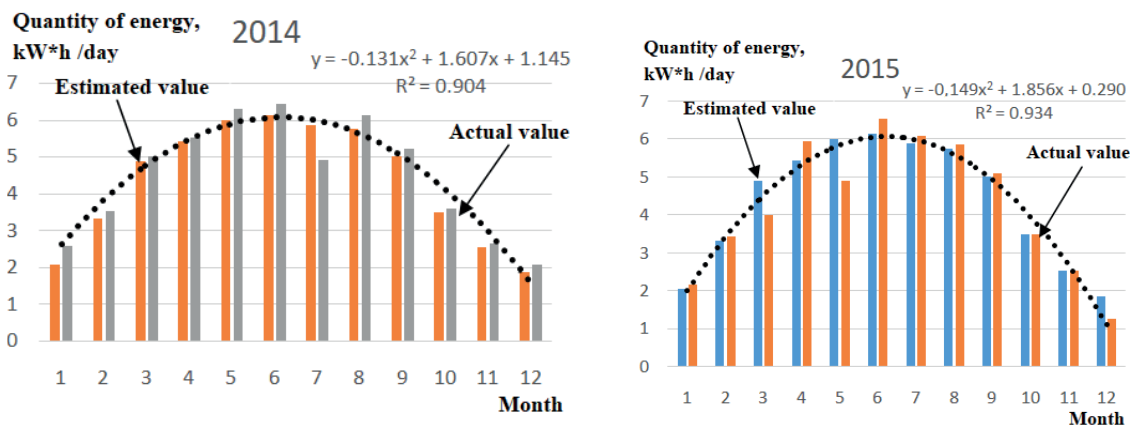 Quantity of energy,
kW*h /day
2014
y = -0.131x² + 1.607x + 1.145
R² = 0.904
Estimated value
Actual value
7
6
5
4
3
2
1
0
1 2 3 4 5 6 7 8 9 10 11 12
Month
Quantity of energy,
kW*h /day
2015
y = -0,149x² + 1.856x + 0.290
R² = 0.934
Estimated value
Actual value
7
6
5
4
3
2
1
0
1 2 3 4 5 6 7 8 9 10 11 12
Month